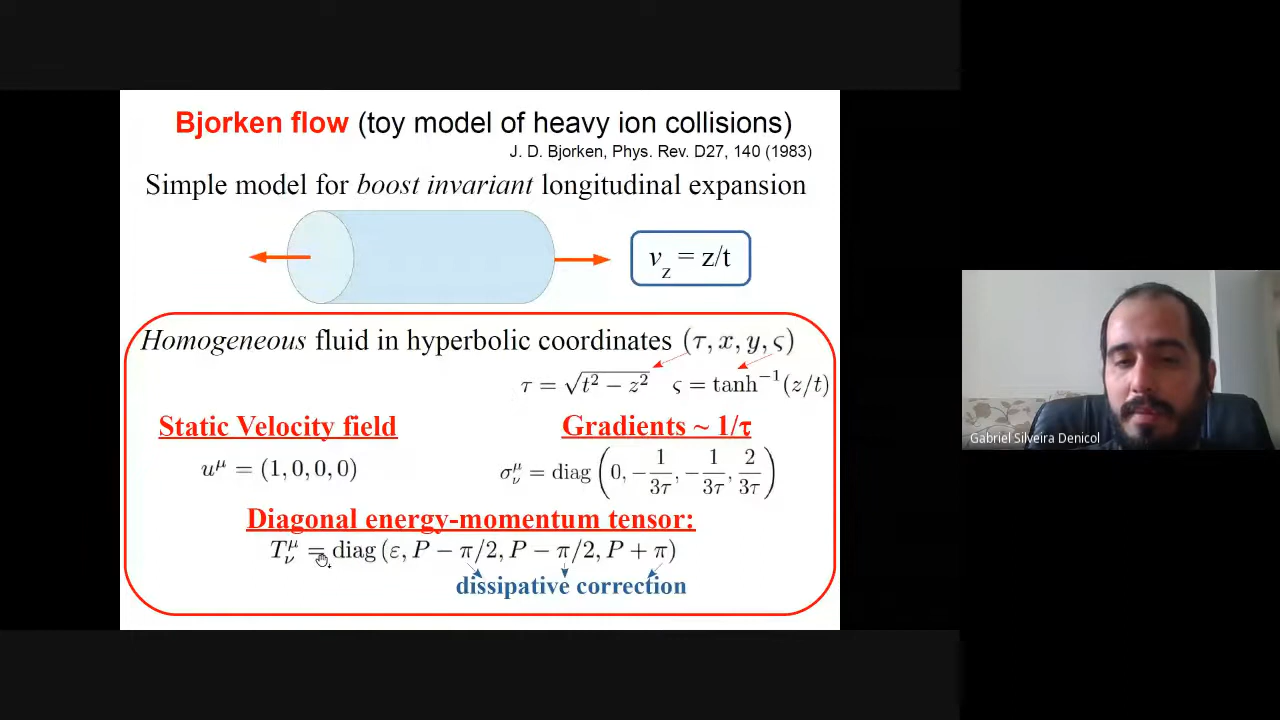 Bjorken flow (toy model of heavy ion collisions)
J. D. Bjorken, Phys. Rev. D27, 140 (1983)
Simple model for boost invariant longitudinal expansion
v_z = z/t
Homogeneous fluid in hyperbolic coordinates (τ, x, y, ς)
τ = √(t² − z²) ς = tanh⁻¹(z/t)
Static Velocity field
Gradients ~ 1/τ
u^μ = (1, 0, 0, 0)
σ^μ_ν = diag (0, −1/3τ, −1/3τ, 2/3τ)
Diagonal energy-momentum tensor:
T^μ_ν = diag (ε, P − π/2, P − π/2, P + π)
dissipative correction
Gabriel Silveira Denicol